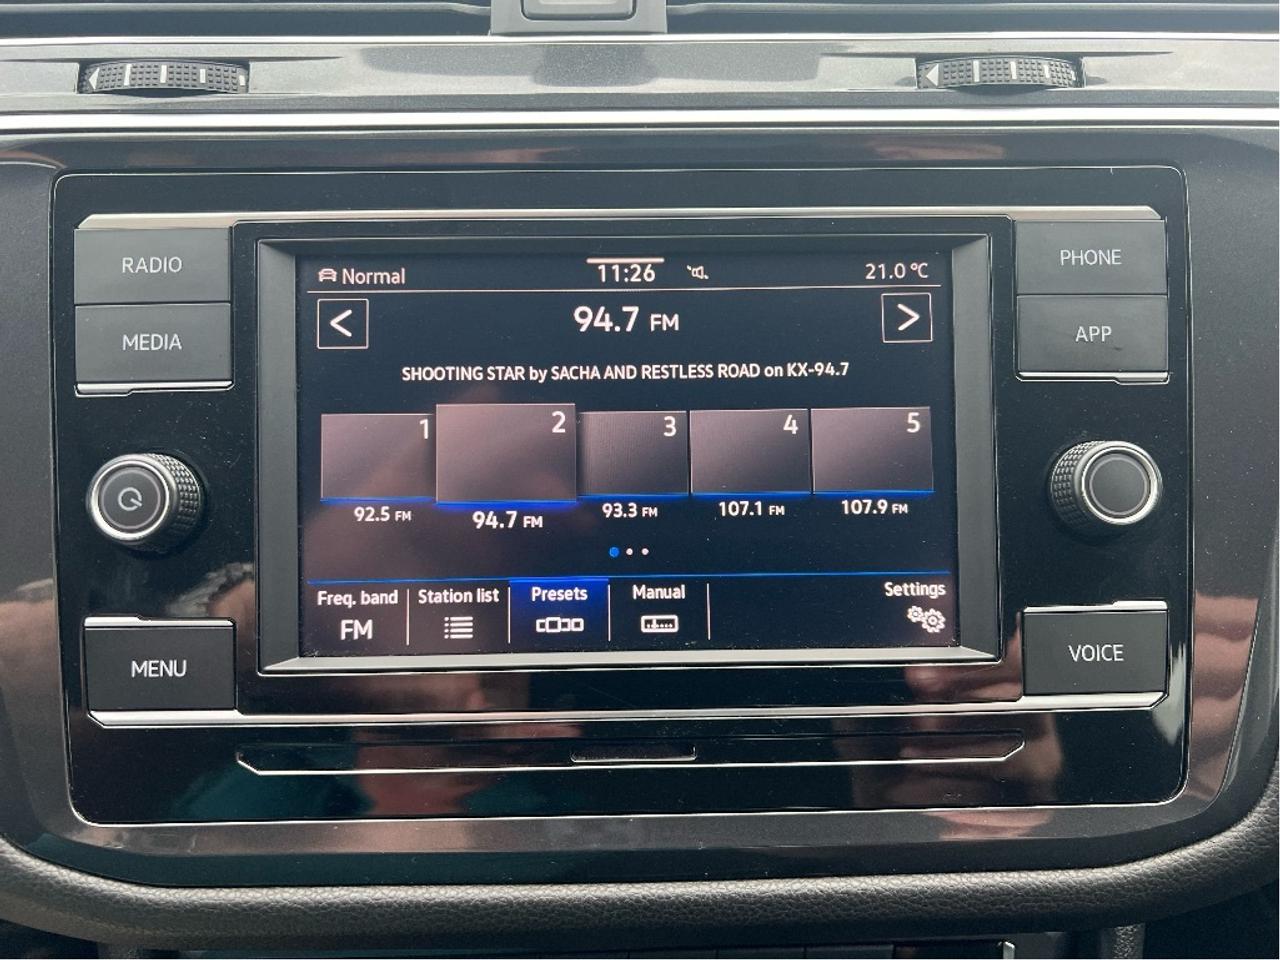 RADIO
MEDIA
MENU
Normal 11:26 21.0 °C
94.7 FM
SHOOTING STAR by SACHA AND RESTLESS ROAD on KX-94.7
1 2 3 4 5
92.5 FM 94.7 FM 93.3 FM 107.1 FM 107.9 FM
Freq. band Station list Presets Manual Settings
FM
PHONE
APP
VOICE